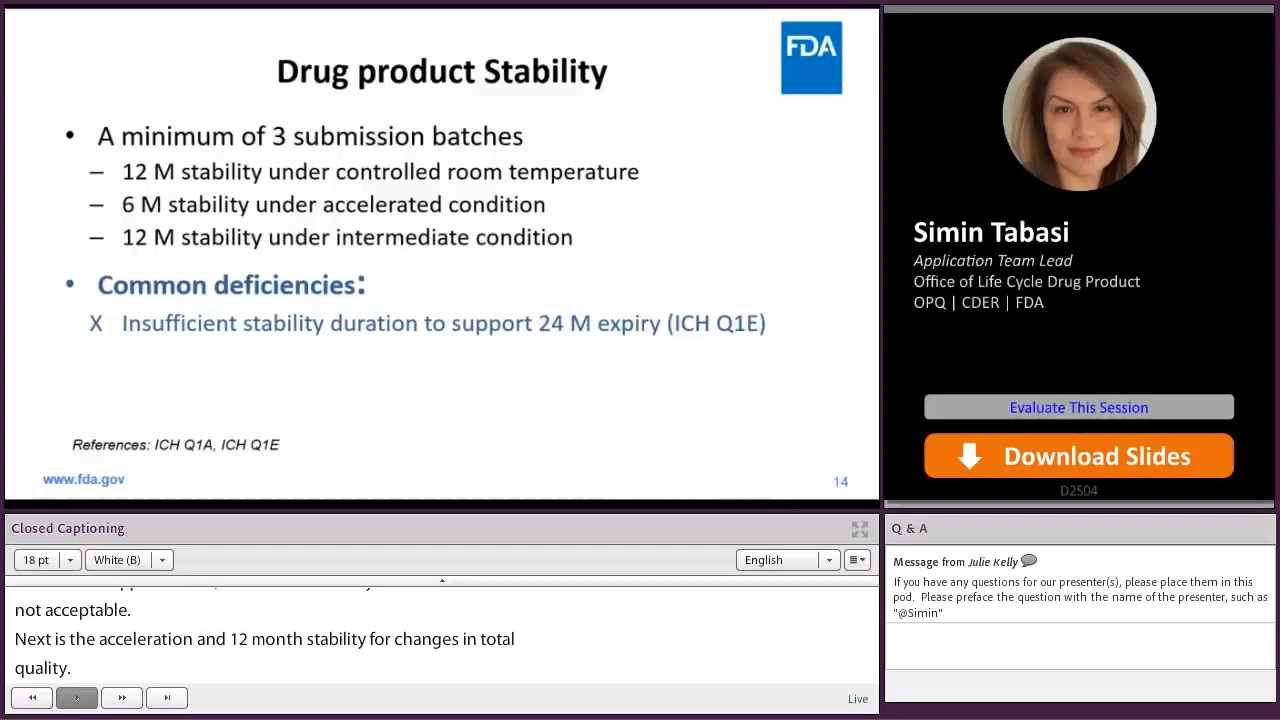 FDA
Drug product Stability
• A minimum of 3 submission batches
– 12 M stability under controlled room temperature
– 6 M stability under accelerated condition
– 12 M stability under intermediate condition
• Common deficiencies:
X Insufficient stability duration to support 24 M expiry (ICH Q1E)
References: ICH Q1A, ICH Q1E
www.fda.gov
14
Simin Tabasi
Application Team Lead
Office of Life Cycle Drug Product
OPQ | CDER | FDA
Evaluate This Session
Download Slides
D2S04
Closed Captioning
18 pt
White (B)
English
not acceptable.
Next is the acceleration and 12 month stability for changes in total
quality.
Live
Q & A
Message from Julie Kelly
If you have any questions for our presenter(s), please place them in this
pod. Please preface the question with the name of the presenter, such as
"@Simin"